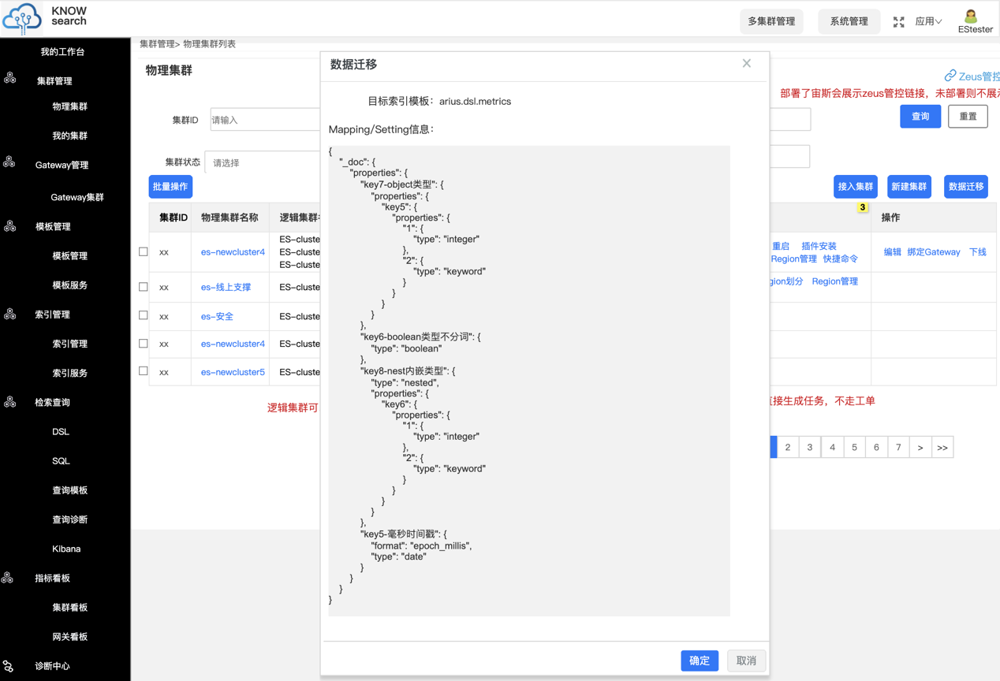 KNOW
search
多集群管理
系统管理
应用
EStester
我的工作台
集群管理
物理集群
我的集群
Gateway管理
Gateway集群
模板管理
模板管理
模板服务
索引管理
索引管理
索引服务
检索查询
DSL
SQL
查询模板
查询诊断
Kibana
指标看板
集群看板
网关看板
诊断中心
集群管理> 物理集群列表
物理集群
Zeus管控
部署了宙斯会展示zeus管控链接，未部署则不展示
集群ID
请输入
查询
重置
集群状态
请选择
批量操作
接入集群
新建集群
数据迁移
3
集群ID 物理集群名称 逻辑集群 操作
xx es-newcluster4 ES-cluste
ES-cluste
ES-cluste
重启 插件安装
Region管理 快捷命令
编辑 绑定Gateway 下线
xx es-线上支撑 ES-cluste gion划分 Region管理
xx es-安全 ES-cluste
xx es-newcluster4 ES-cluste
xx es-newcluster5 ES-cluste
逻辑集群可
直接生成任务，不走工单
2 3 4 5 6 7 > >>
数据迁移
目标索引模板：arius.dsl.metrics
Mapping/Setting信息：
{
"_doc": {
"properties": {
"key7-object类型": {
"properties": {
"key5": {
"properties": {
"1": {
"type": "integer"
},
"2": {
"type": "keyword"
}
}
}
}
},
"key6-boolean类型不分词": {
"type": "boolean"
},
"key8-nest内嵌类型": {
"type": "nested",
"properties": {
"key6": {
"properties": {
"1": {
"type": "integer"
},
"2": {
"type": "keyword"
}
}
}
}
},
"key5-毫秒时间戳": {
"format": "epoch_millis",
"type": "date"
}
}
}
}
确定
取消